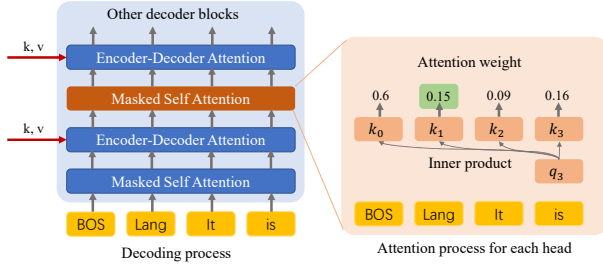 Other decoder blocks
k, v
Encoder-Decoder Attention
Masked Self Attention
k, v
Encoder-Decoder Attention
Masked Self Attention
BOS Lang It is
Decoding process
Attention weight
0.6 0.15 0.09 0.16
k₀ k₁ k₂ k₃
Inner product
q₃
BOS Lang It is
Attention process for each head